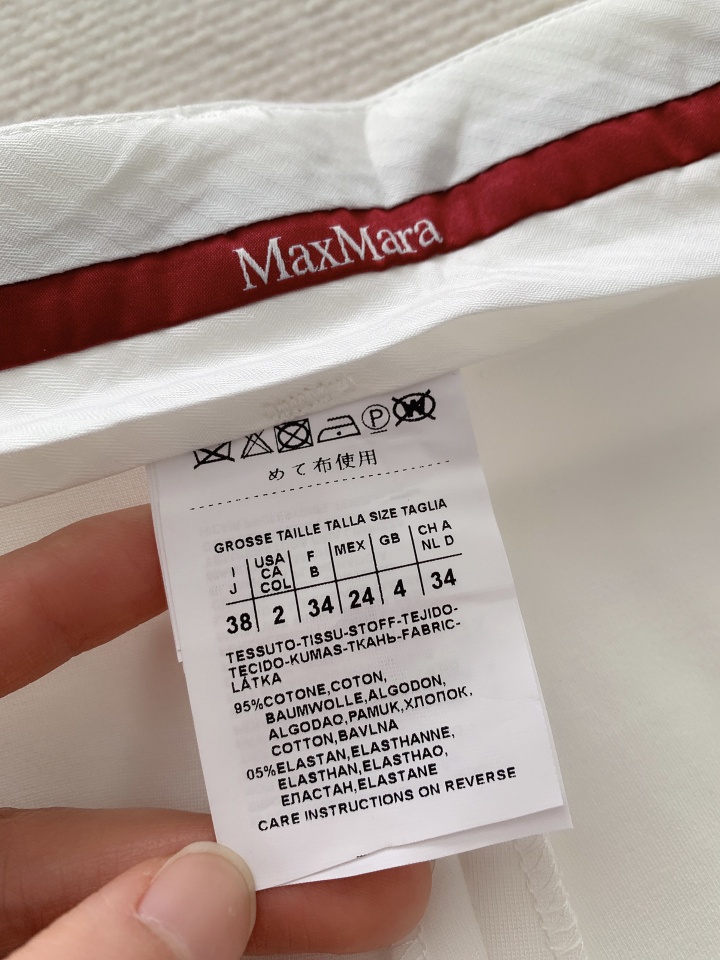 MaxMara
P
W
めて布使用
GROSSE TAILLE TALLA SIZE TAGLIA
I J USA CA COL F B MEX GB CH A NL D
38 2 34 24 4 34
TESSUTO-TISSU-STOFF-TEJIDO-
TECIDO-KUMAS-TKAHЬ-FABRIC-
LÁTKA
95%COTONE,COTON,
BAUMWOLLE,ALGODON,
ALGODAO,PAMUK,ХЛОПОК,
COTTON,BAVLNA
05%ELASTAN,ELASTHANNE,
ELASTHAN,ELASTHAO,
ЕЛАСТАН,ELASTANE
CARE INSTRUCTIONS ON REVERSE